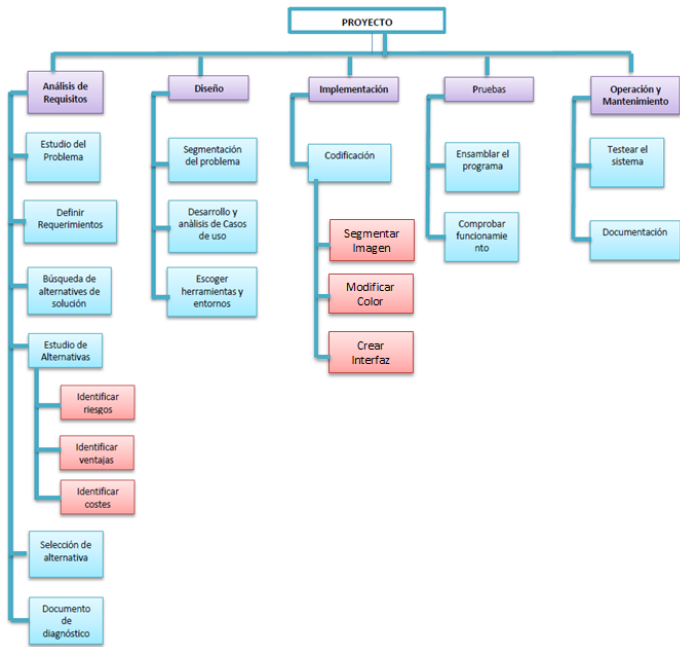 PROYECTO
Análisis de
Requisitos
Estudio del
Problema
Definir
Requerimientos
Búsqueda de
alternatives de
solución
Estudio de
Alternativas
Identificar
riesgos
Identificar
ventajas
Identificar
costes
Selección de
alternativa
Documento
de
diagnóstico
Diseño
Segmentación
del problema
Desarrollo y
anàlisis de Casos
de uso
Escoger
herramientas y
entornos
Implementación
Codificación
Segmentar
Imagen
Modificar
Color
Crear
Interfaz
Pruebas
Ensamblar el
programa
Comprobar
funcionamie
nto
Operación y
Mantenimiento
Testear el
sistema
Documentación